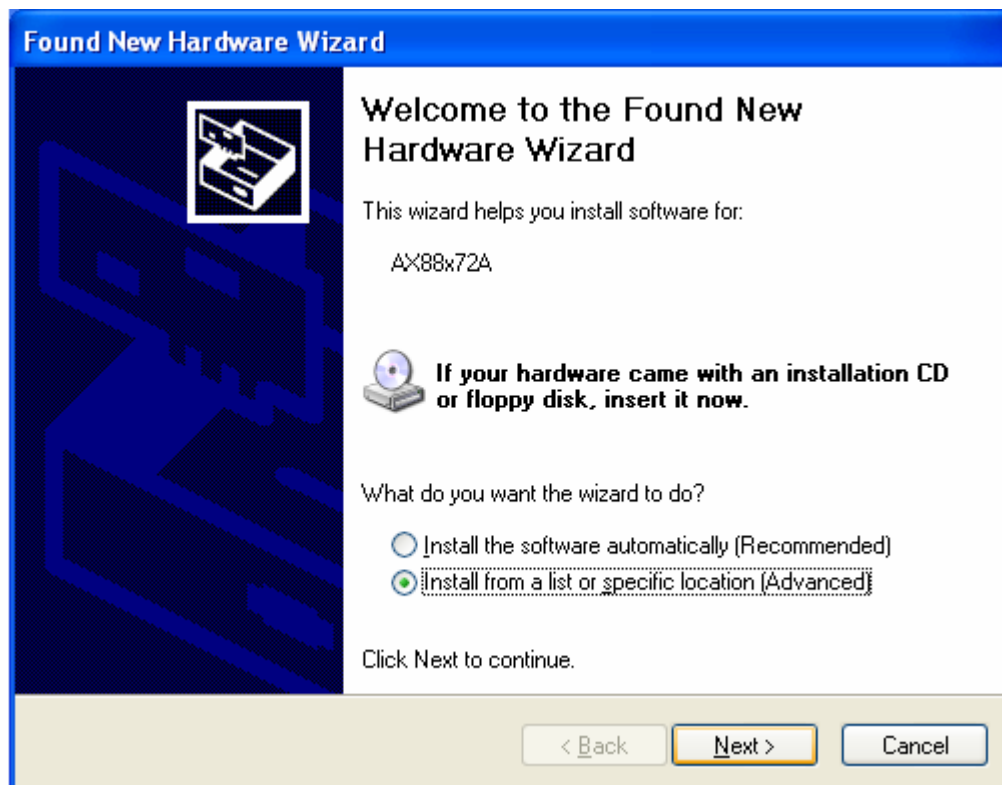 Found New Hardware Wizard
Welcome to the Found New
Hardware Wizard
This wizard helps you install software for:
AX88x72A
If your hardware came with an installation CD
or floppy disk, insert it now.
What do you want the wizard to do?
Install the software automatically (Recommended)
Install from a list or specific location (Advanced)
Click Next to continue.
< Back Next > Cancel